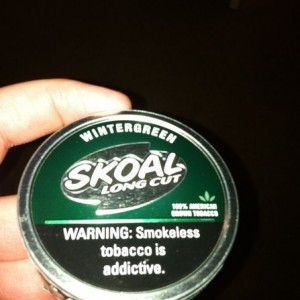 WINTERGREEN
SKOAL
LONG CUT
100% AMERICAN
GROWN TOBACCO
WARNING: Smokeless
tobacco is
addictive.